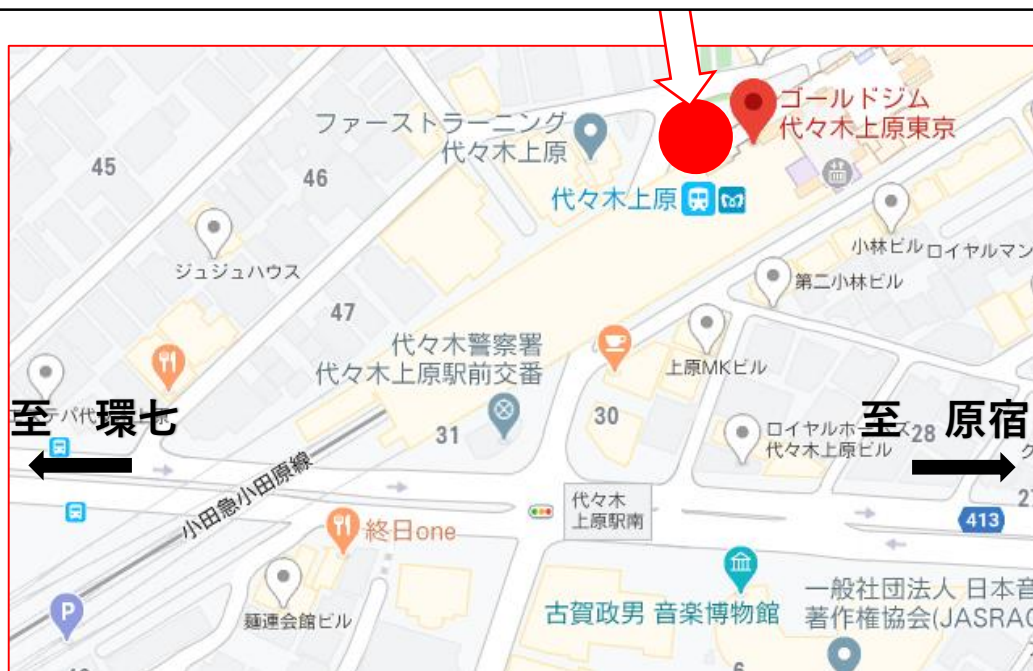 ゴールドジム
代々木上原東京
ファーストラーニング
代々木上原
45
46
代々木上原
小林ビル
ロイヤルマン
ジュジュハウス
第二小林ビル
47
代々木警察署
代々木上原駅前交番
上原MKビル
至 環七
30
31
ロイヤルホームズ
代々木上原ビル
至 原宿
28
小田急小田原線
代々木
上原駅南
413
終日one
P
麺連会館ビル
古賀政男 音楽博物館
一般社団法人 日本音
著作権協会(JASRAC
6